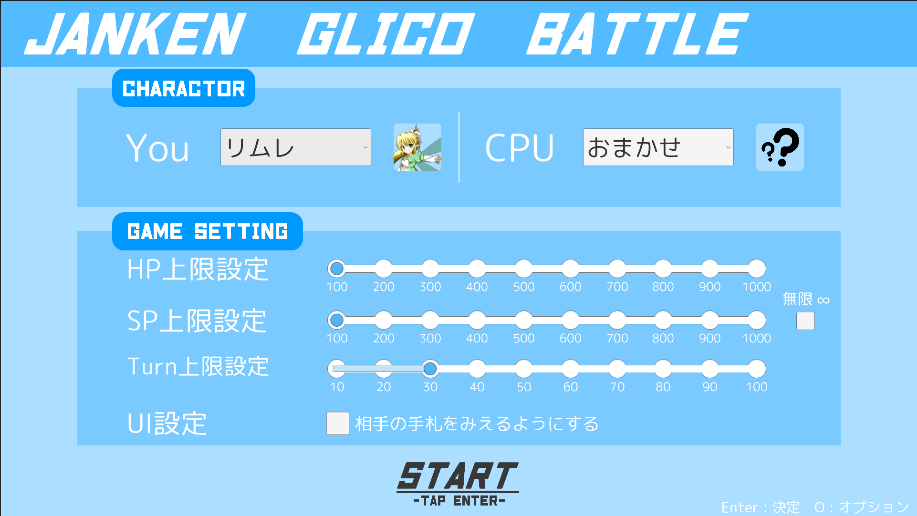 JANKEN GLICO BATTLE
CHARACTOR
You リムレ CPU おまかせ ??
GAME SETTING
HP上限設定
100 200 300 400 500 600 700 800 900 1000
無限 ∞
SP上限設定
100 200 300 400 500 600 700 800 900 1000
Turn上限設定
10 20 30 40 50 60 70 80 90 100
UI設定 相手の手札をみえるようにする
START
-TAP ENTER-
Enter：決定 O：オプション